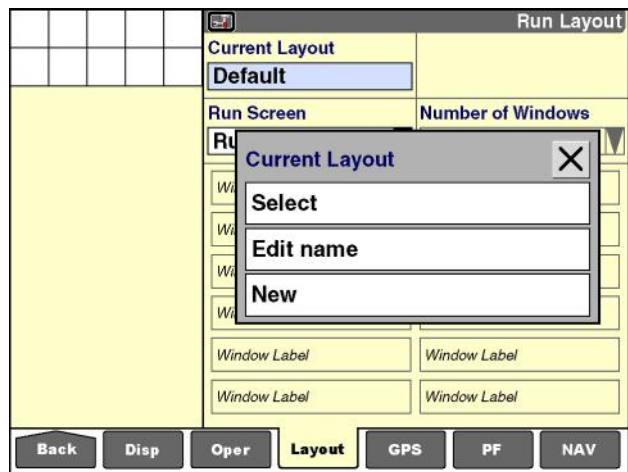 Run Layout
Current Layout
Default
Run Screen
Number of Windows
Current Layout
X
Select
Edit name
New
Window Label
Window Label
Window Label
Window Label
Back
Disp
Oper
Layout
GPS
PF
NAV